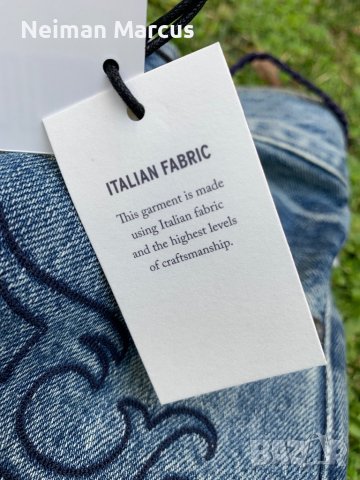 Neiman Marcus
ITALIAN FABRIC
This garment is made
using Italian fabric
and the highest levels
of craftsmanship.